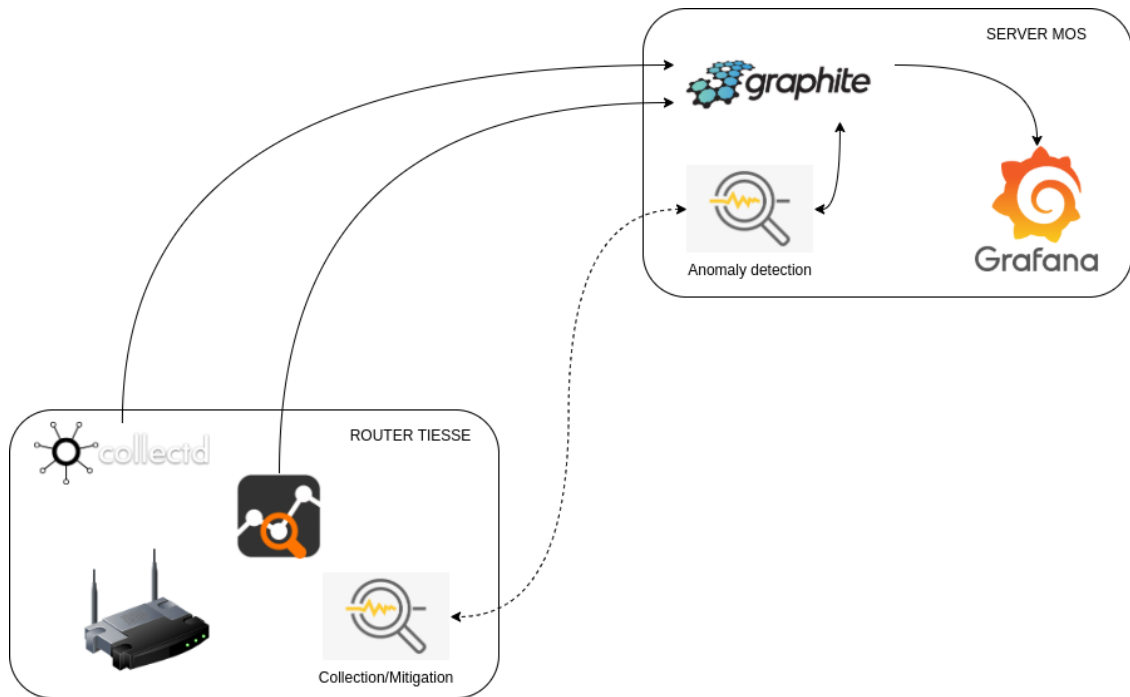 SERVER MOS
graphite
Grafana
Anomaly detection
collectd
ROUTER TIESSE
Collection/Mitigation